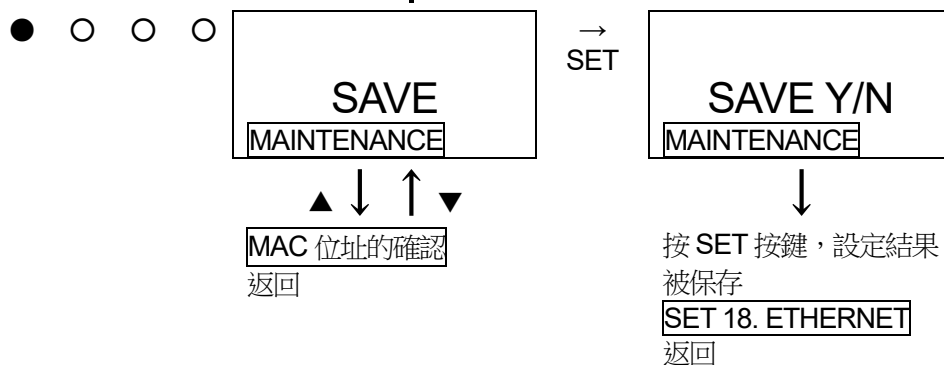 ● ○ ○ ○
SAVE
MAINTENANCE
→
SET
SAVE Y/N
MAINTENANCE
▲ ↓ ↑ ▼
MAC 位址的確認
返回
↓
按 SET 按鍵，設定結果
被保存
SET 18. ETHERNET
返回